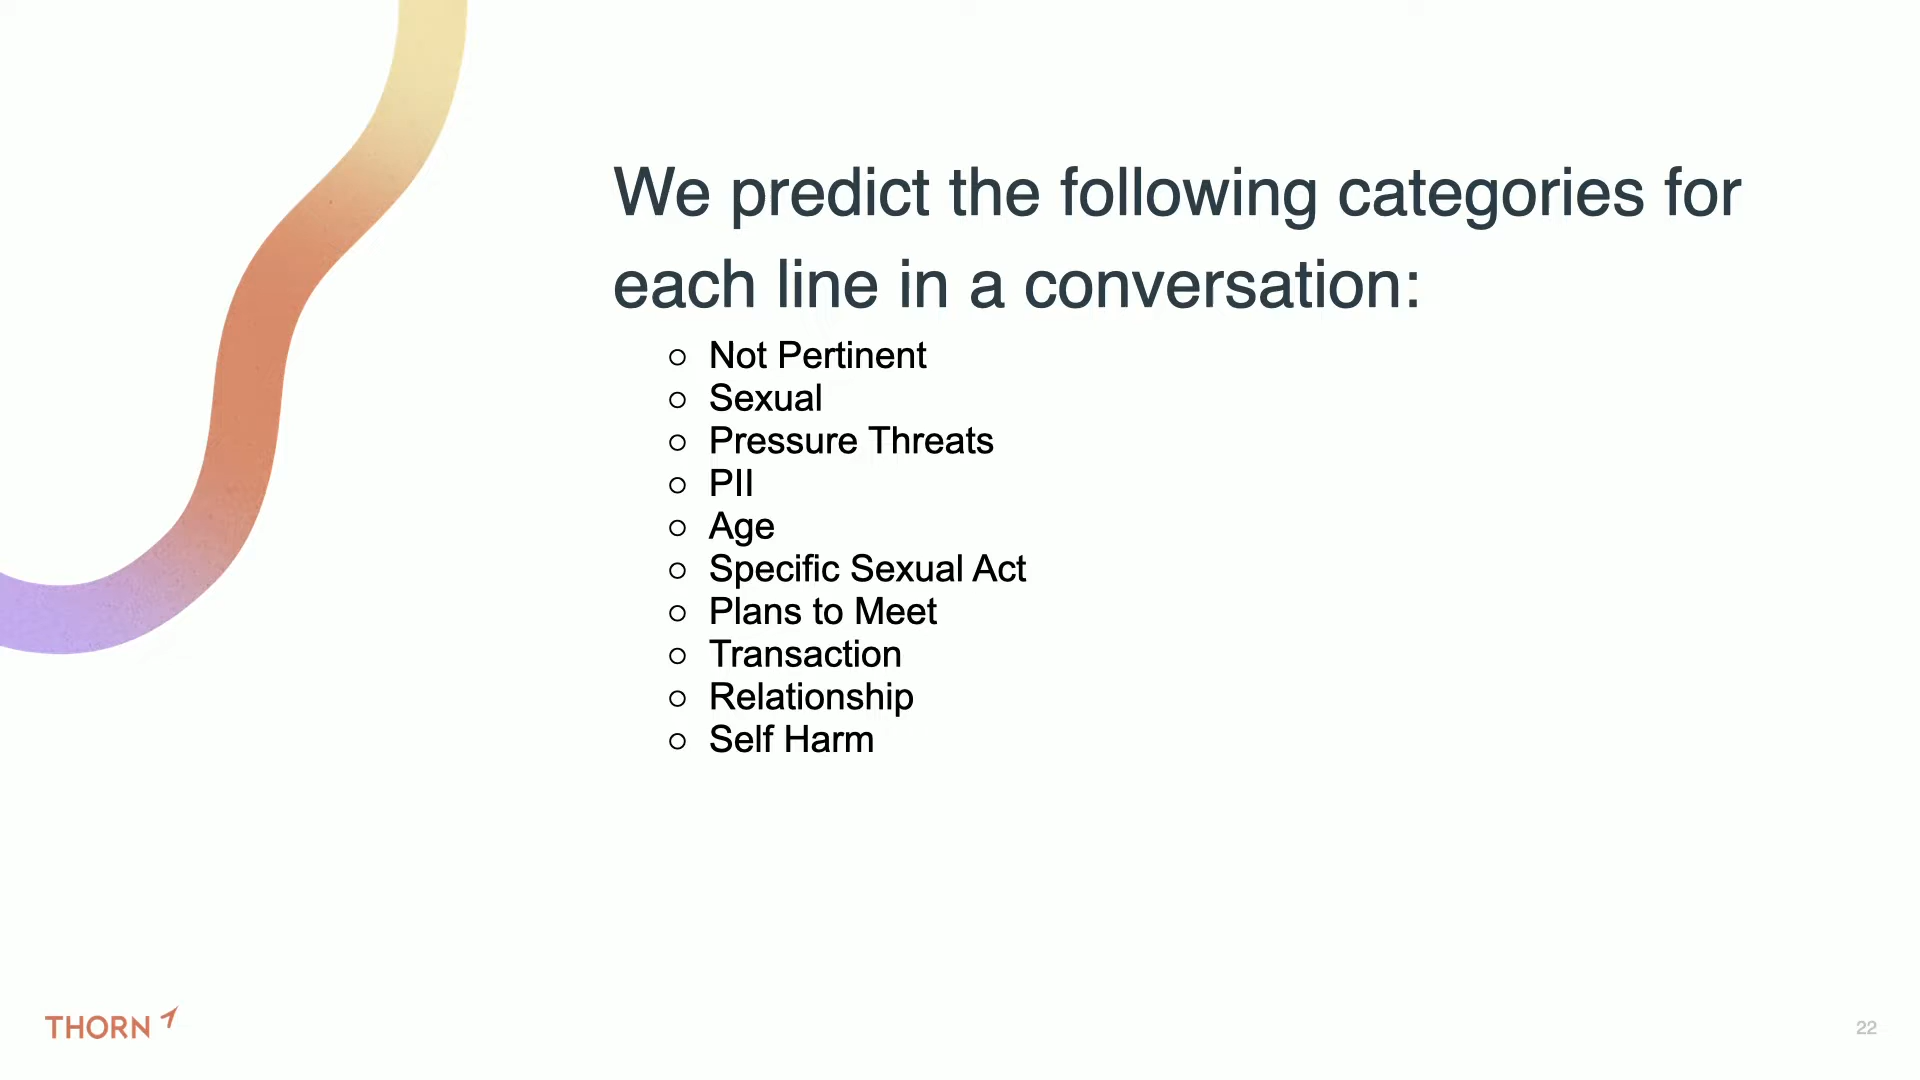 We predict the following categories for
each line in a conversation:
○ Not Pertinent
○ Sexual
○ Pressure Threats
○ PII
○ Age
○ Specific Sexual Act
○ Plans to Meet
○ Transaction
○ Relationship
○ Self Harm
THORN
22